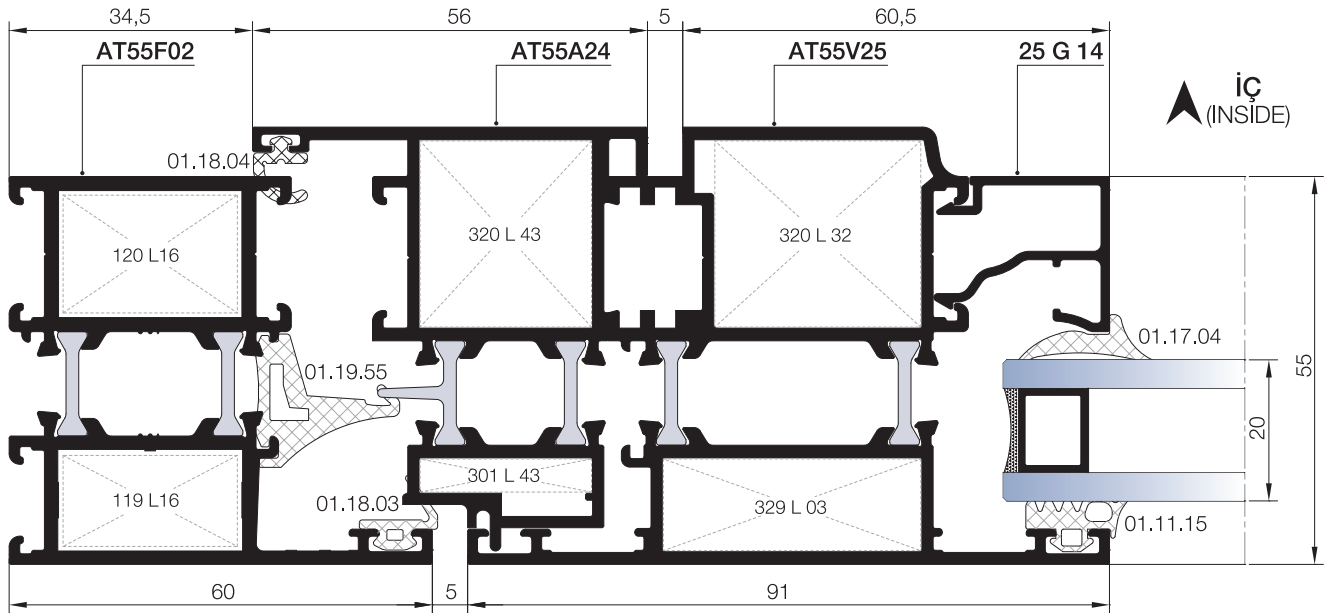 34,5
56
5
60,5
AT55F02
AT55A24
AT55V25
25 G 14
İÇ
(INSİDE)
01.18.04
120 L16
320 L 43
320 L 32
01.17.04
01.19.55
55
20
119 L16
301 L 43
01.18.03
329 L 03
01.11.15
60
5
91